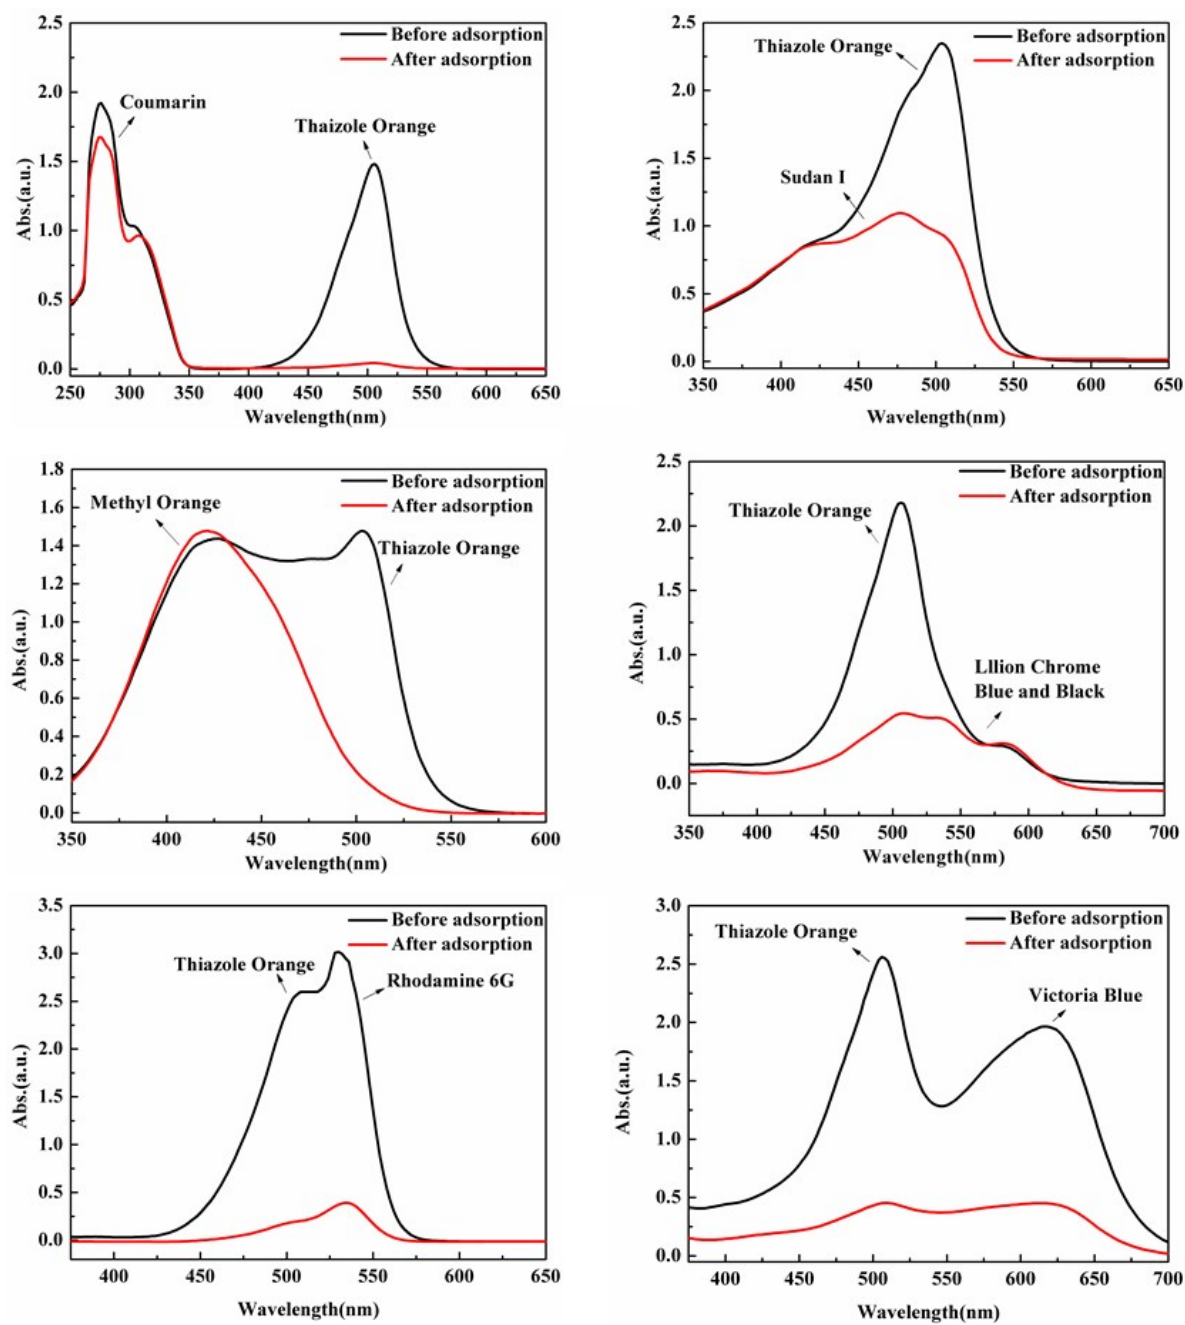 2.5
Before adsorption
After adsorption
2.0
Coumarin
Thaizole Orange
1.5
Abs.(a.u.)
1.0
0.5
0.0
250 300 350 400 450 500 550 600 650
Wavelength(nm)
2.5
Before adsorption
Thiazole Orange
After adsorption
2.0
1.5
Sudan I
Abs.(a.u.)
1.0
0.5
0.0
350 400 450 500 550 600 650
Wavelength(nm)
1.8
Before adsorption
1.6
Methyl Orange
After adsorption
1.4
Thiazole Orange
1.2
1.0
Abs.(a.u.)
0.8
0.6
0.4
0.2
0.0
350 400 450 500 550 600
Wavelength(nm)
2.5
Before adsorption
After adsorption
Thiazole Orange
2.0
1.5
Abs.(a.u.)
1.0
Lllion Chrome
Blue and Black
0.5
0.0
350 400 450 500 550 600 650 700
Wavelength(nm)
3.5
Before adsorption
After adsorption
3.0
Thiazole Orange
Rhodamine 6G
2.5
2.0
Abs.(a.u.)
1.5
1.0
0.5
0.0
400 450 500 550 600 650
Wavelength(nm)
3.0
Before adsorption
Thiazole Orange
After adsorption
2.5
Victoria Blue
2.0
1.5
Abs.(a.u.)
1.0
0.5
0.0
400 450 500 550 600 650 700
Wavelength(nm)